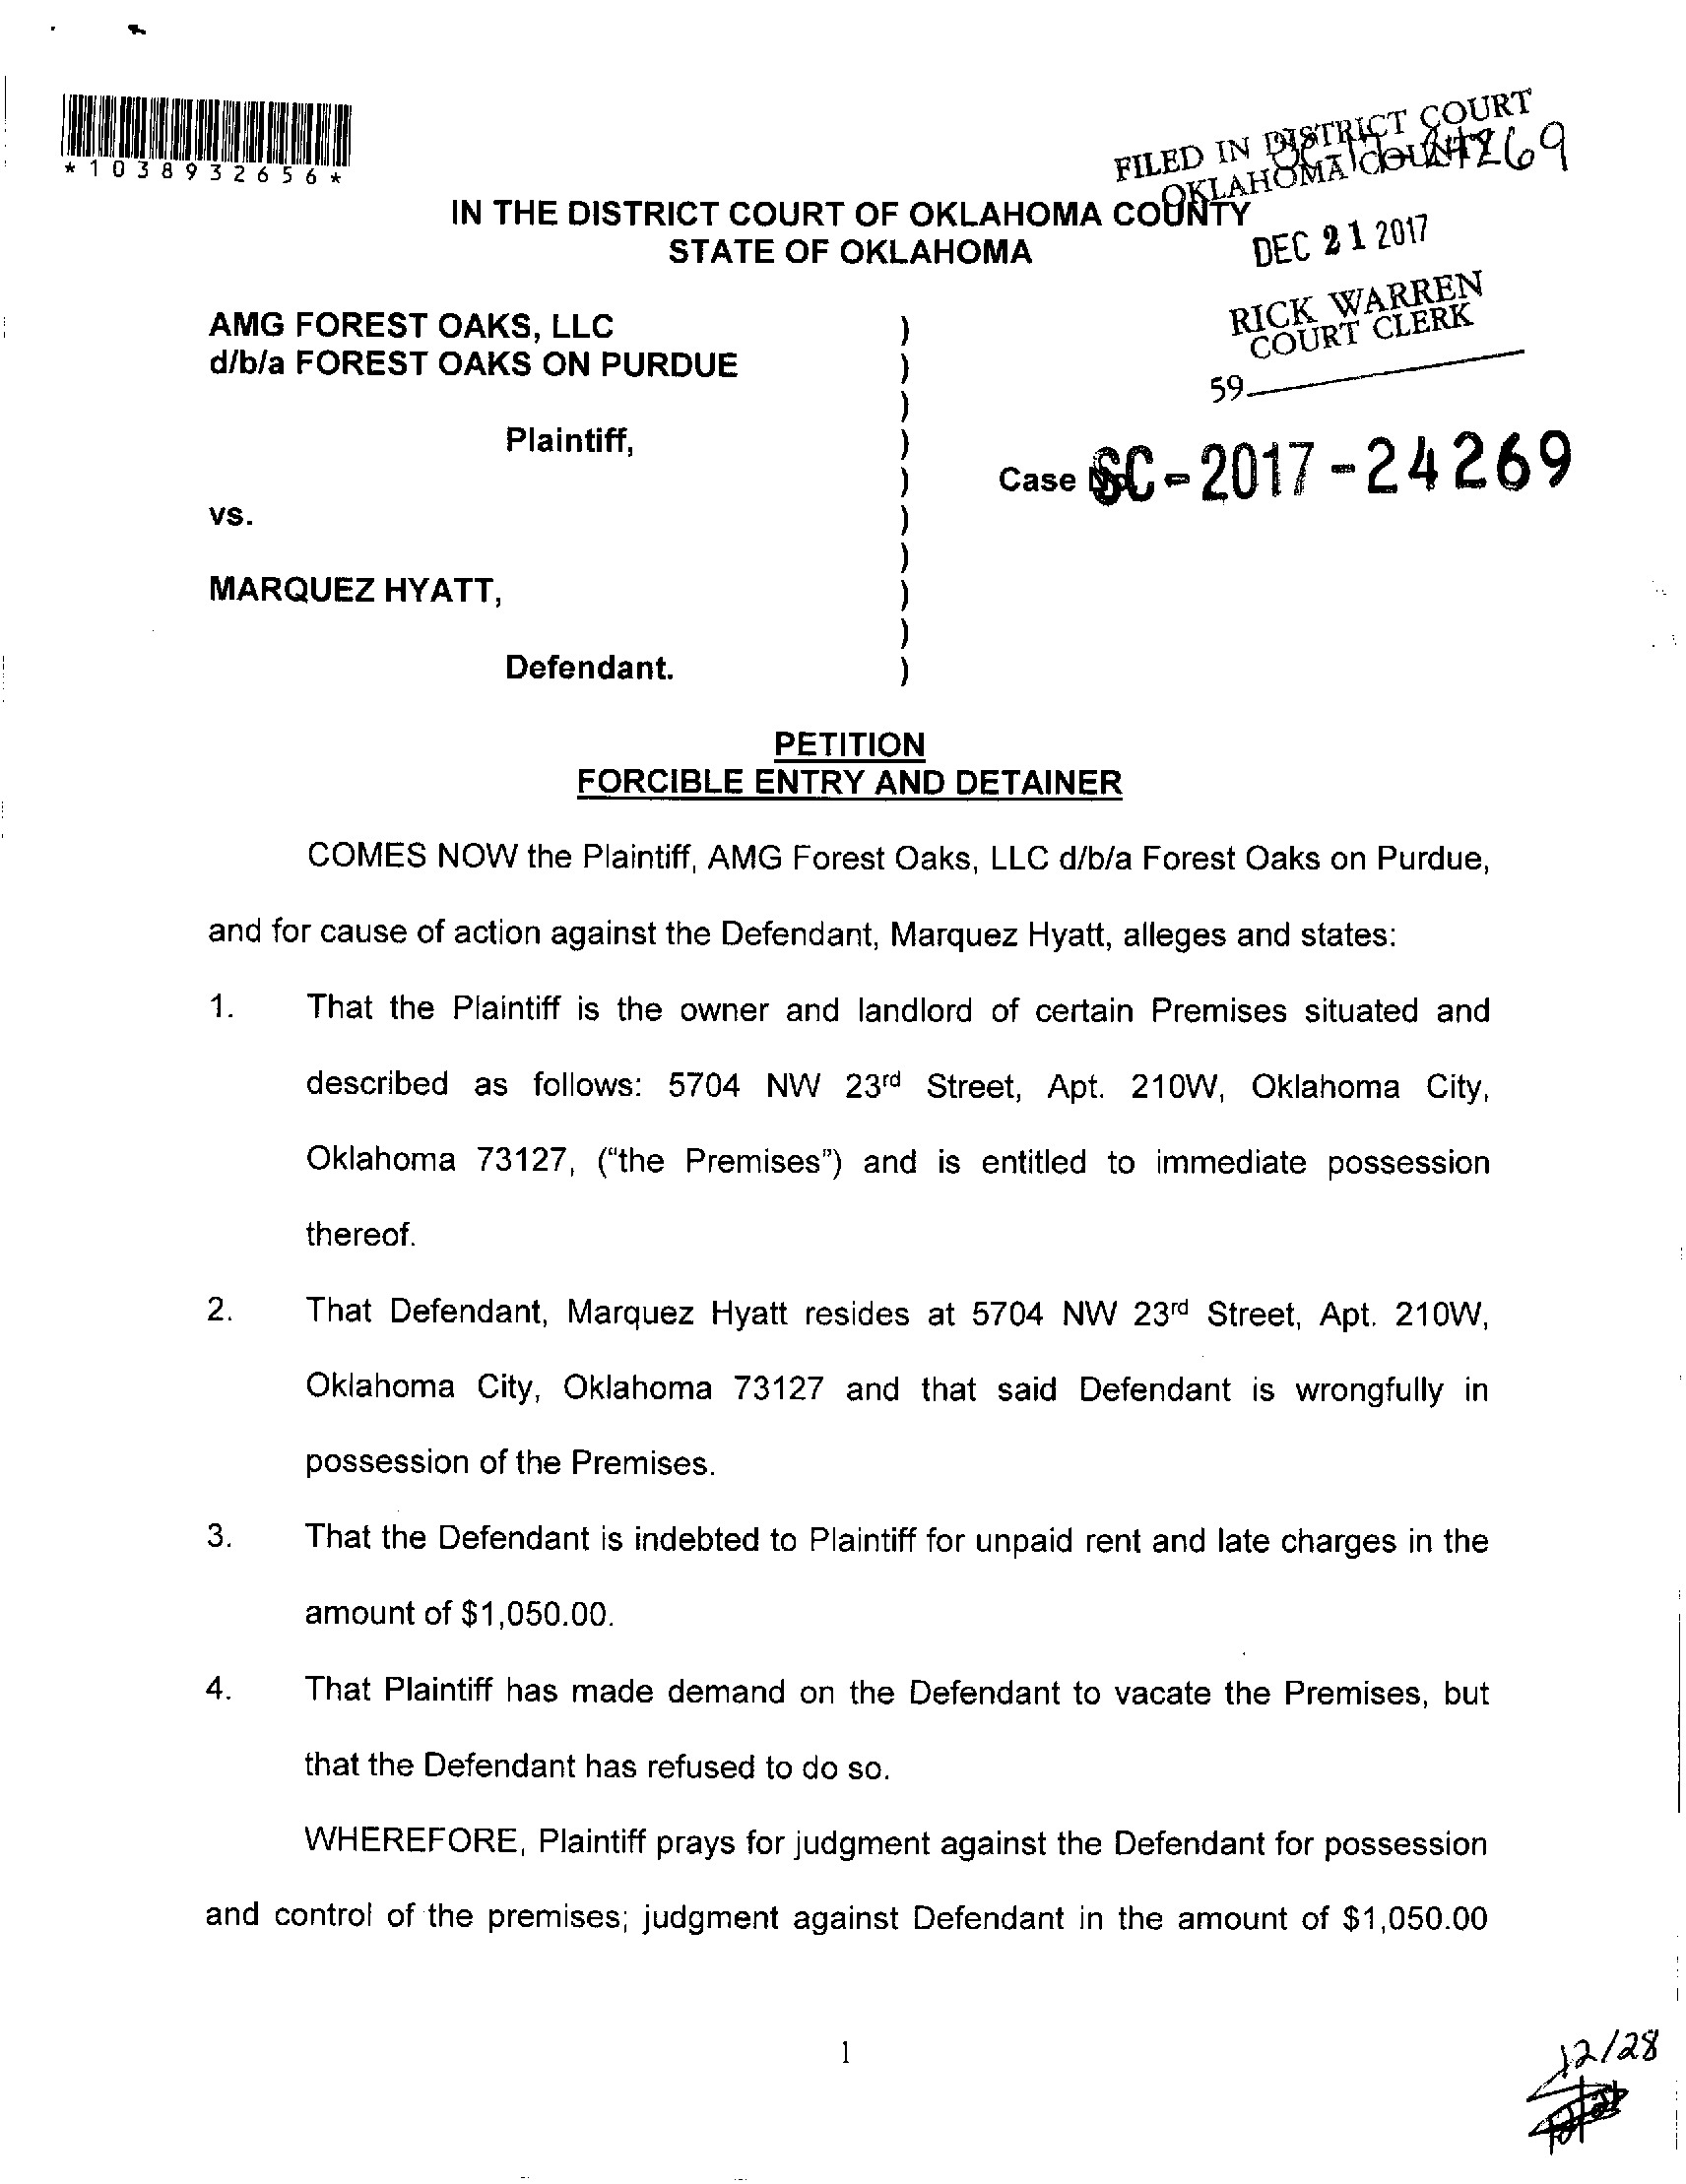 *1038932656*
FILED IN DISTRICT COURT
OKLAHOMA COUNTY
IN THE DISTRICT COURT OF OKLAHOMA COUNTY
STATE OF OKLAHOMA
DEC 21 2017
RICK WARREN
COURT CLERK
59
AMG FOREST OAKS, LLC )
d/b/a FOREST OAKS ON PURDUE )
)
Plaintiff, )
) Case No. SC-2017-24269
vs. )
)
MARQUEZ HYATT, )
)
Defendant. )
PETITION
FORCIBLE ENTRY AND DETAINER
COMES NOW the Plaintiff, AMG Forest Oaks, LLC d/b/a Forest Oaks on Purdue,
and for cause of action against the Defendant, Marquez Hyatt, alleges and states:
1. That the Plaintiff is the owner and landlord of certain Premises situated and
described as follows: 5704 NW 23rd Street, Apt. 210W, Oklahoma City,
Oklahoma 73127, (“the Premises”) and is entitled to immediate possession
thereof.
2. That Defendant, Marquez Hyatt resides at 5704 NW 23rd Street, Apt. 210W,
Oklahoma City, Oklahoma 73127 and that said Defendant is wrongfully in
possession of the Premises.
3. That the Defendant is indebted to Plaintiff for unpaid rent and late charges in the
amount of $1,050.00.
4. That Plaintiff has made demand on the Defendant to vacate the Premises, but
that the Defendant has refused to do so.
WHEREFORE, Plaintiff prays for judgment against the Defendant for possession
and control of the premises; judgment against Defendant in the amount of $1,050.00
1
12/28